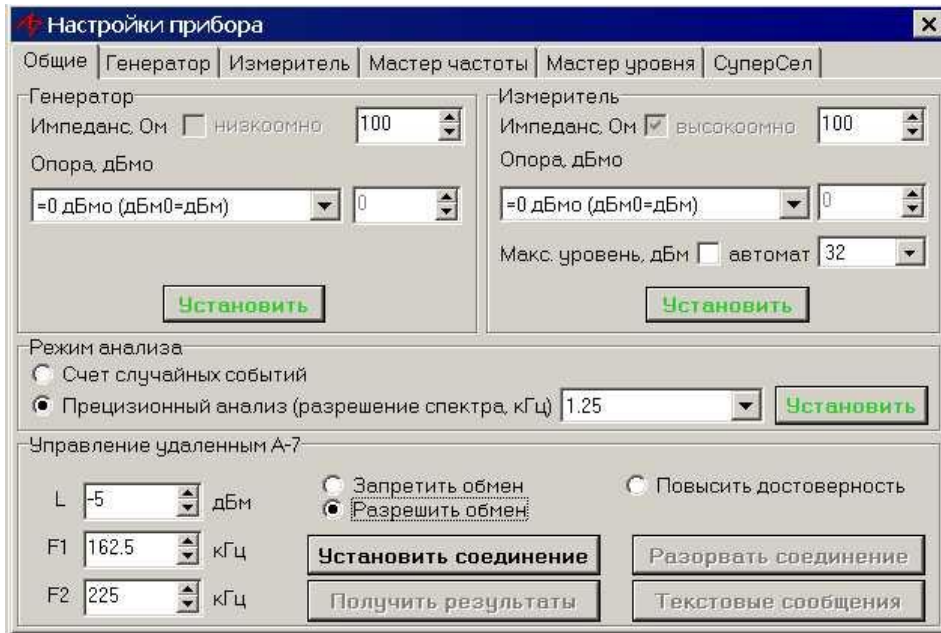 Настройки прибора
Общие Генератор Измеритель Мастер частоты Мастер уровня СуперСел
Генератор
Импеданс, Ом низкоомно 100
Опора, дБмо
=0 дБмо (дБм0=дБм) 0
Установить
Измеритель
Импеданс, Ом высокоомно 100
Опора, дБмо
=0 дБмо (дБм0=дБм) 0
Макс. уровень, дБм автомат 32
Установить
Режим анализа
Счет случайных событий
Прецизионный анализ (разрешение спектра, кГц) 1.25 Установить
Управление удаленным А-7
L -5 дБм
F1 162.5 кГц
F2 225 кГц
Запретить обмен
Разрешить обмен
Повысить достоверность
Установить соединение Разорвать соединение
Получить результаты Текстовые сообщения